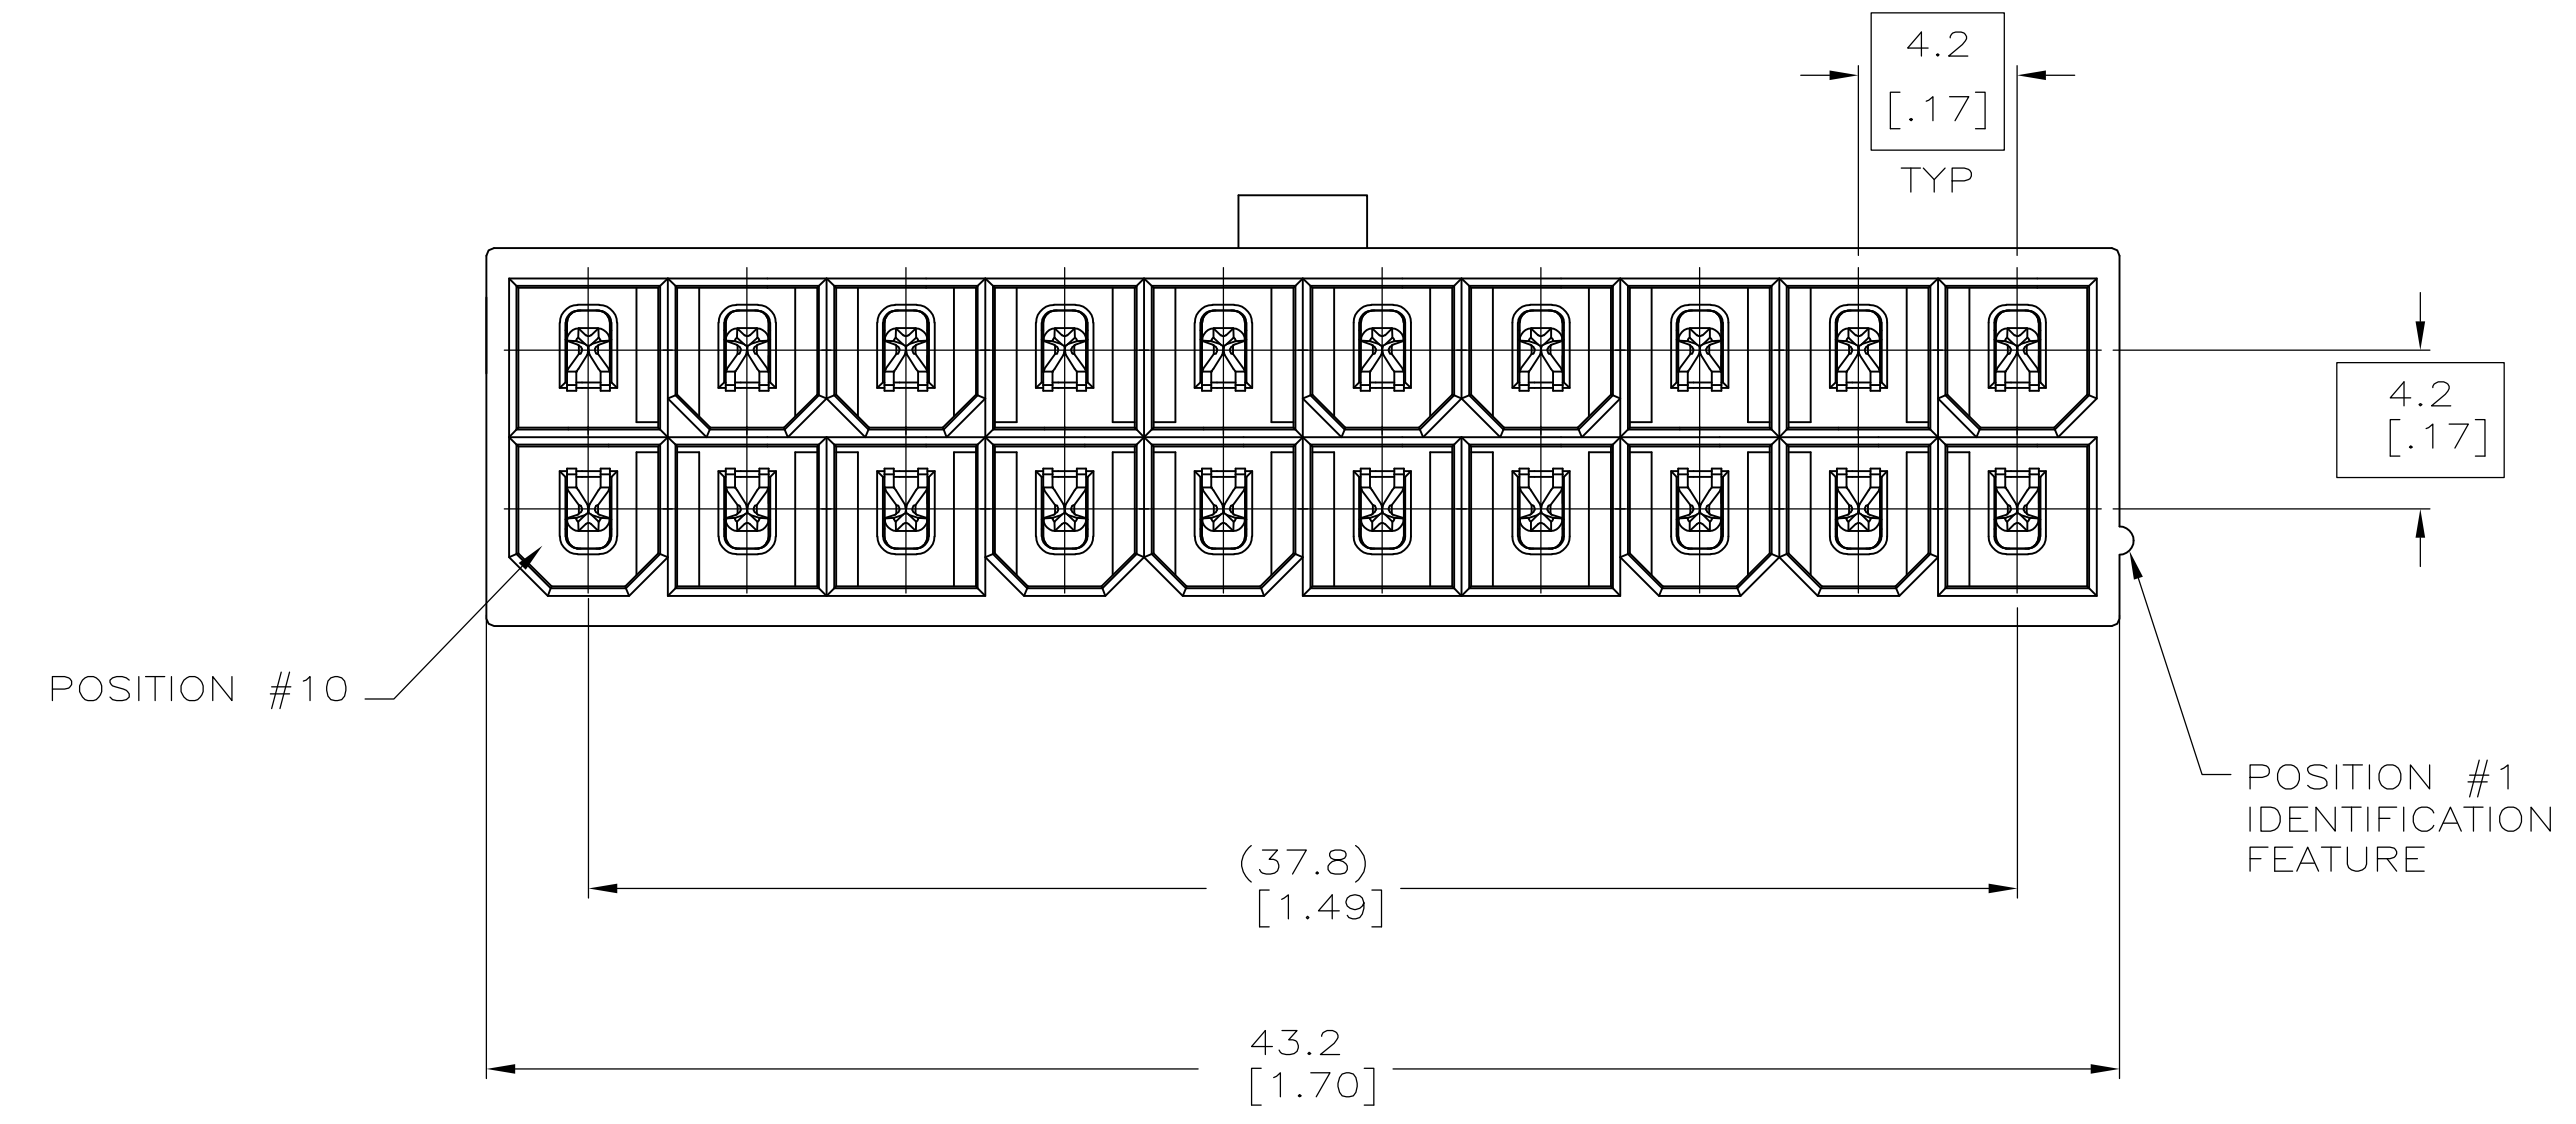 4.2
[.17]
TYP
4.2
[.17]
POSITION #10
POSITION #1
IDENTIFICATION
FEATURE
(37.8)
[1.49]
43.2
[1.70]